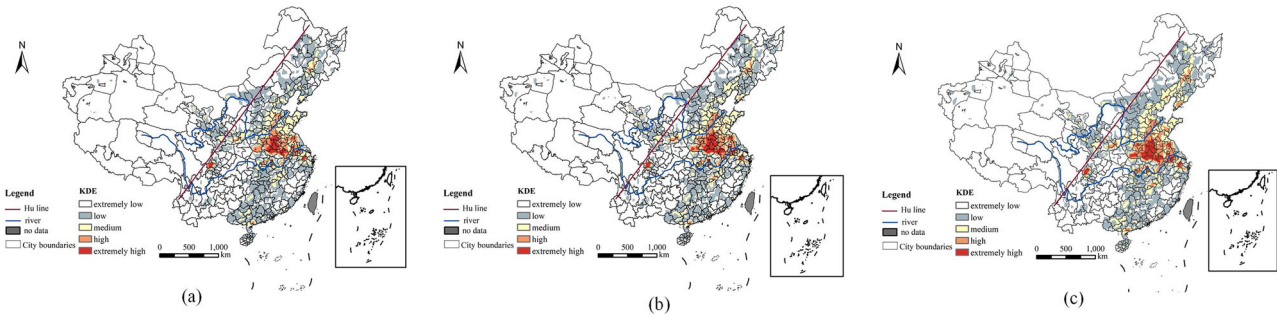 N
Legend
Hu line
river
no data
City boundaries
KDE
extremely low
low
medium
high
extremely high
0 500 1,000
km
(a)
N
Legend
Hu line
river
no data
City boundaries
KDE
extremely low
low
medium
high
extremely high
0 500 1,000
km
(b)
N
Legend
Hu line
river
no data
City boundaries
KDE
extremely low
low
medium
high
extremely high
0 500 1,000
km
(c)